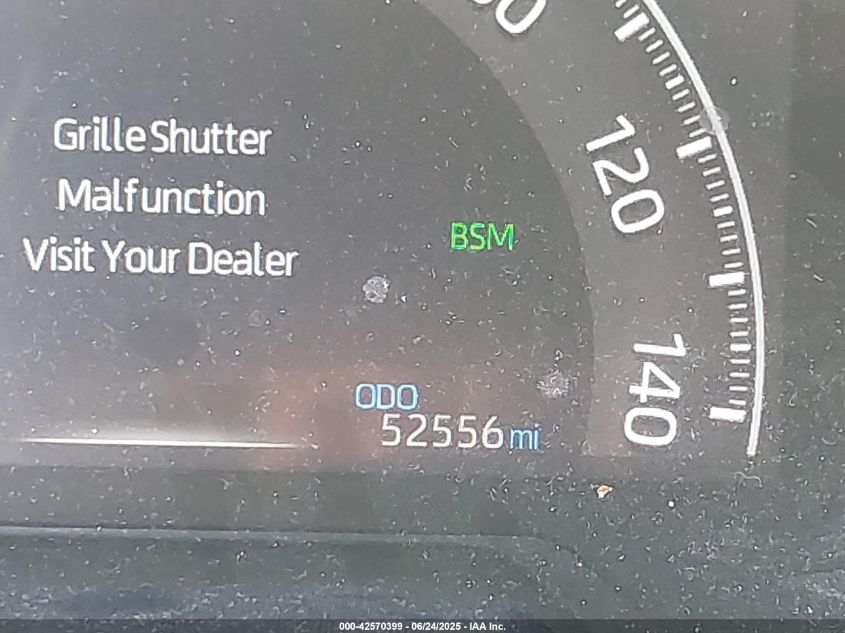 Grille Shutter
Malfunction
Visit Your Dealer
BSM
120
140
ODO
52556 mi
000-42570399 - 06/24/2025 - IAA Inc.